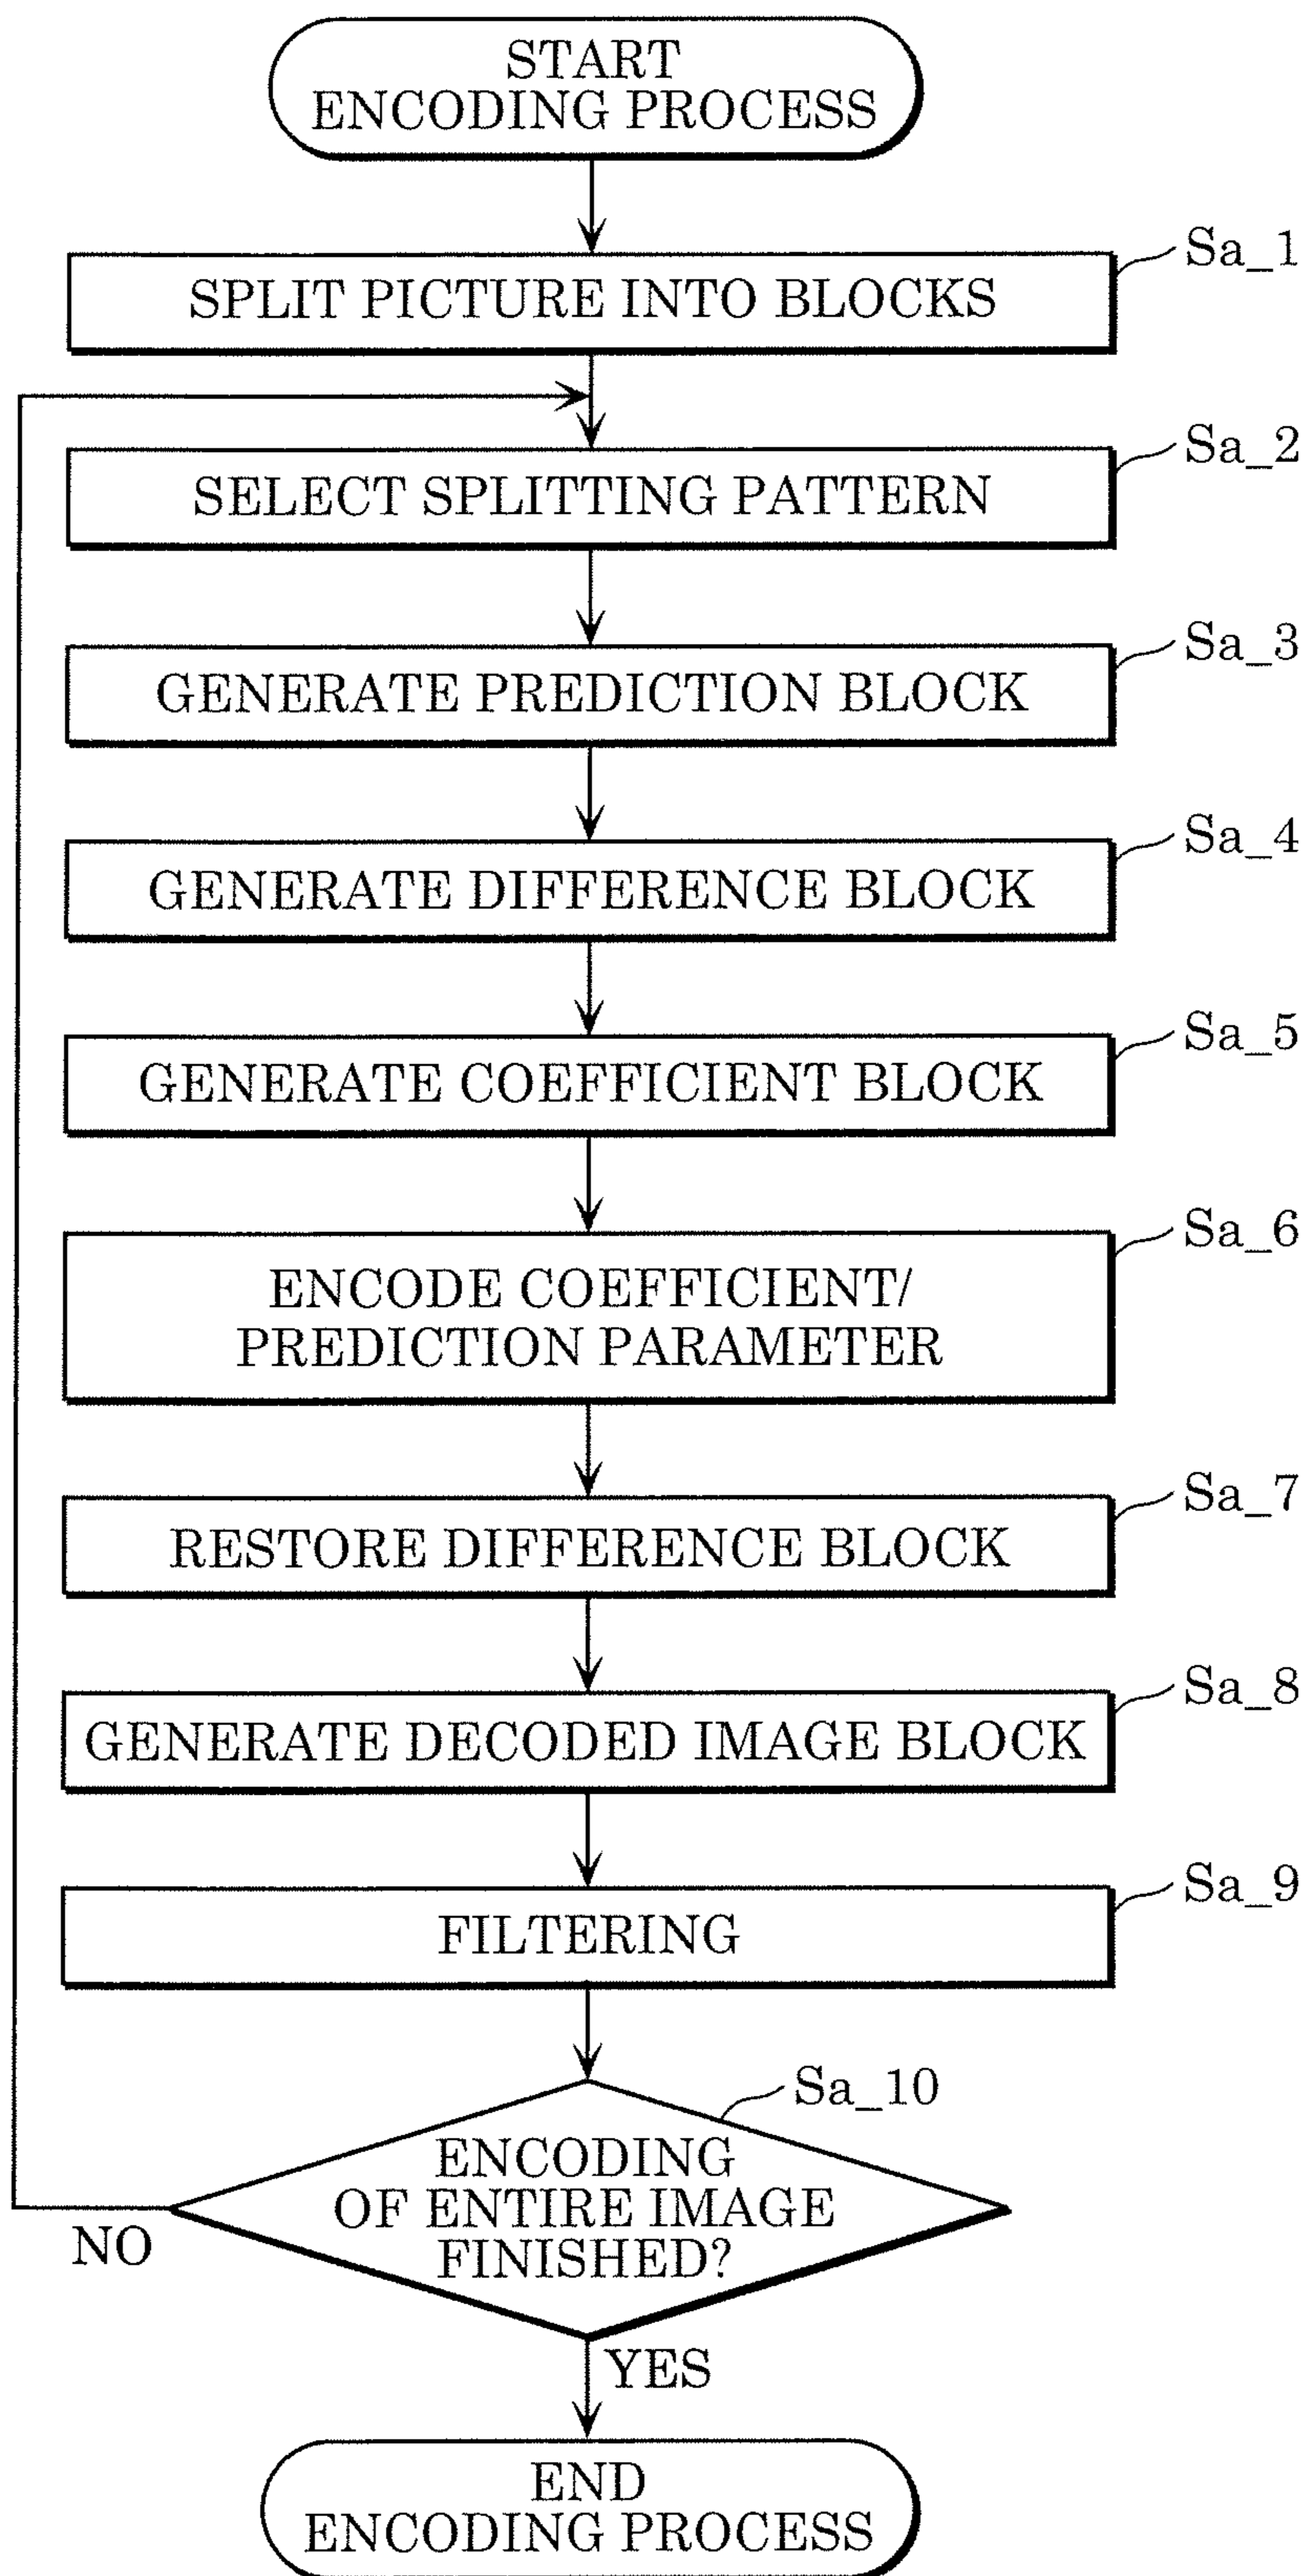 START
ENCODING PROCESS
Sa_1
SPLIT PICTURE INTO BLOCKS
Sa_2
SELECT SPLITTING PATTERN
Sa_3
GENERATE PREDICTION BLOCK
Sa_4
GENERATE DIFFERENCE BLOCK
Sa_5
GENERATE COEFFICIENT BLOCK
Sa_6
ENCODE COEFFICIENT/
PREDICTION PARAMETER
Sa_7
RESTORE DIFFERENCE BLOCK
Sa_8
GENERATE DECODED IMAGE BLOCK
Sa_9
FILTERING
Sa_10
ENCODING
OF ENTIRE IMAGE
FINISHED?
NO
YES
END
ENCODING PROCESS